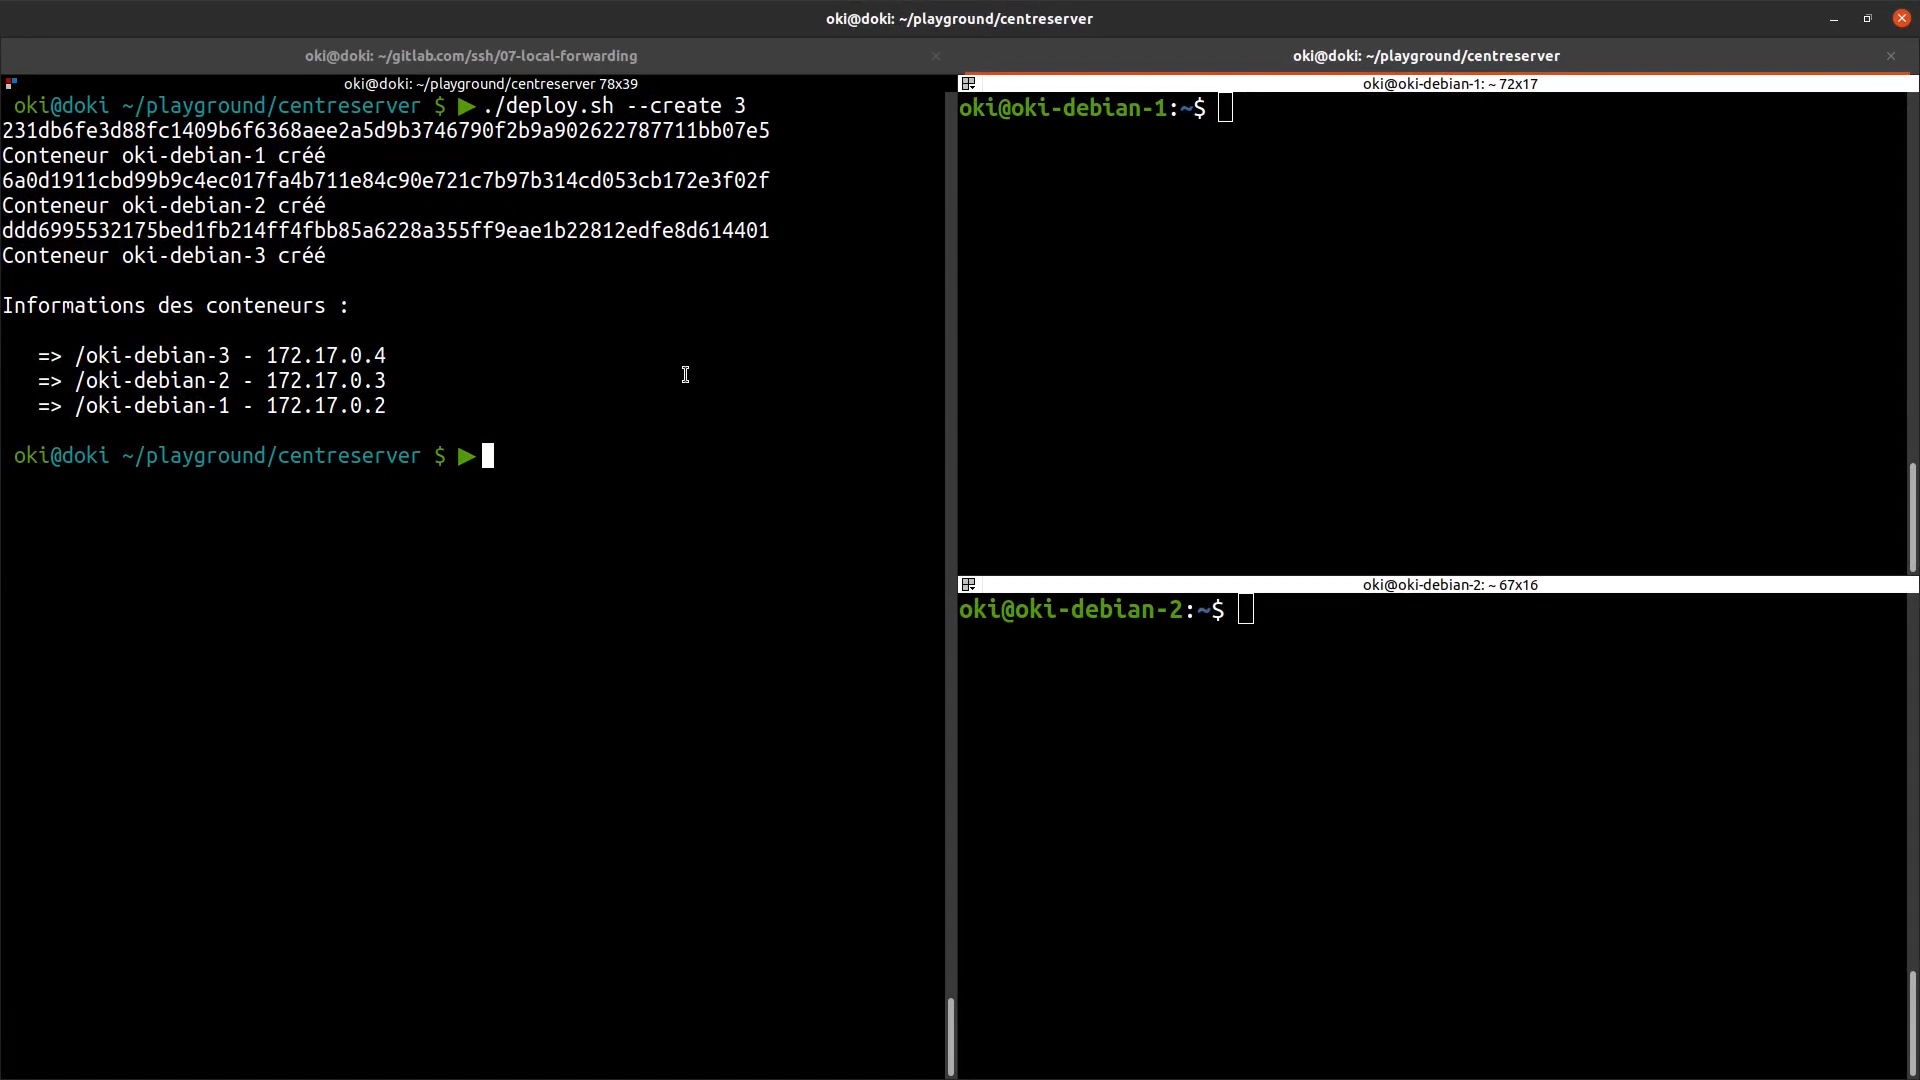 oki@doki: ~/playground/centreserver
oki@doki: ~/gitlab.com/ssh/07-local-forwarding
oki@doki: ~/playground/centreserver
oki@doki: ~/playground/centreserver 78x39
oki@doki ~/playground/centreserver $ ▶./deploy.sh --create 3
231db6fe3d88fc1409b6f6368aee2a5d9b3746790f2b9a902622787711bb07e5
Conteneur oki-debian-1 créé
6a0d1911cbd99b9c4ec017fa4b711e84c90e721c7b97b314cd053cb172e3f02f
Conteneur oki-debian-2 créé
ddd6995532175bed1fb214ff4fbb85a6228a355ff9eae1b22812edfe8d614401
Conteneur oki-debian-3 créé
Informations des conteneurs :
=> /oki-debian-3 - 172.17.0.4
=> /oki-debian-2 - 172.17.0.3
=> /oki-debian-1 - 172.17.0.2
oki@doki ~/playground/centreserver $ ▶
oki@oki-debian-1: ~ 72x17
oki@oki-debian-1:~$
oki@oki-debian-2: ~ 67x16
oki@oki-debian-2:~$